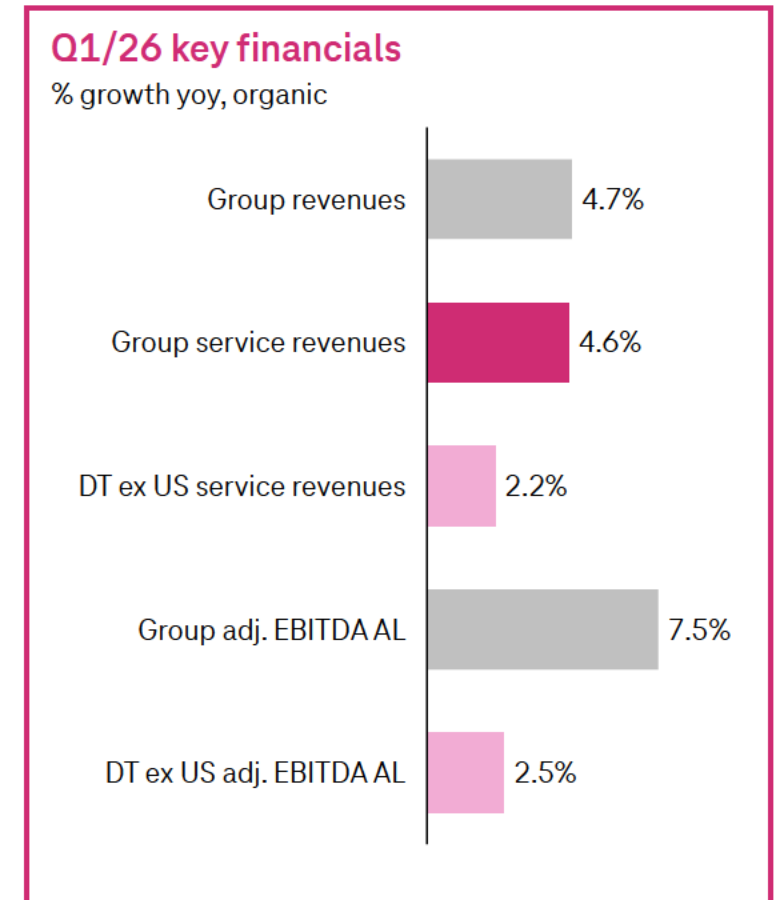 Q1/26 key financials
% growth yoy, organic
Group revenues 4.7%
Group service revenues 4.6%
DT ex US service revenues 2.2%
Group adj. EBITDA AL 7.5%
DT ex US adj. EBITDA AL 2.5%